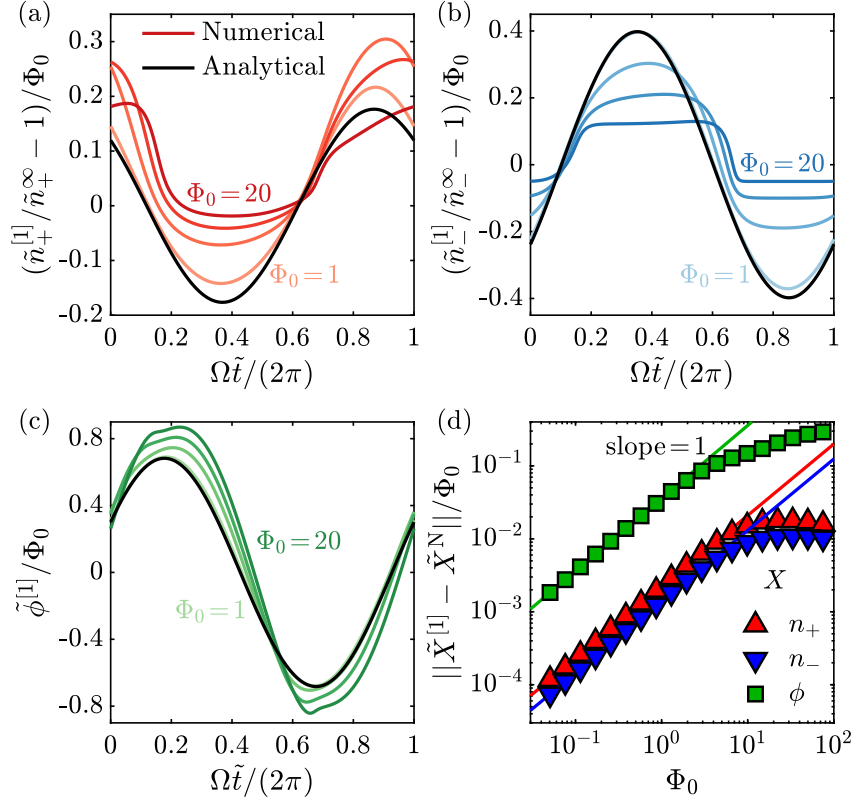 (a)
Numerical
Analytical
0.3
0.2
0.1
0
-0.1
-0.2
(ñ₊^[1]/ñ₊^∞ − 1)/Φ₀
Φ₀=20
Φ₀=1
0 0.2 0.4 0.6 0.8 1
Ωt̃/(2π)
(b)
0.4
0.2
0
-0.2
-0.4
(ñ₋^[1]/ñ₋^∞ − 1)/Φ₀
Φ₀=20
Φ₀=1
0 0.2 0.4 0.6 0.8 1
Ωt̃/(2π)
(c)
0.8
0.4
0
-0.4
-0.8
ϕ̃^[1]/Φ₀
Φ₀=20
Φ₀=1
0 0.2 0.4 0.6 0.8 1
Ωt̃/(2π)
(d)
slope=1
10⁻¹
10⁻²
10⁻³
10⁻⁴
||X̃^[1] − X̃^N||/Φ₀
X
n₊
n₋
ϕ
10⁻¹ 10⁰ 10¹ 10²
Φ₀